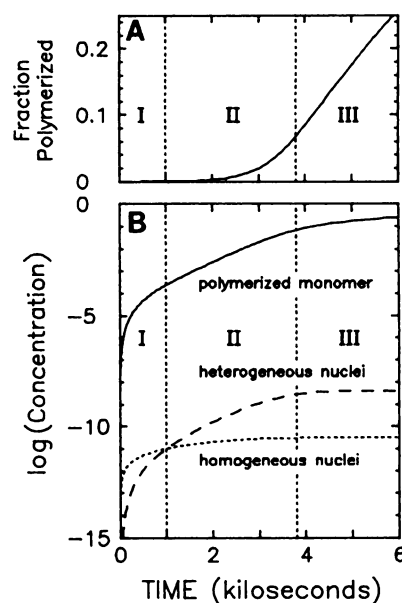 A
Fraction
Polymerized
0.2
0.1
0
I
II
III
B
log(Concentration)
0
-5
-10
-15
polymerized monomer
I
II
III
heterogeneous nuclei
homogeneous nuclei
0
2
4
6
TIME (kiloseconds)